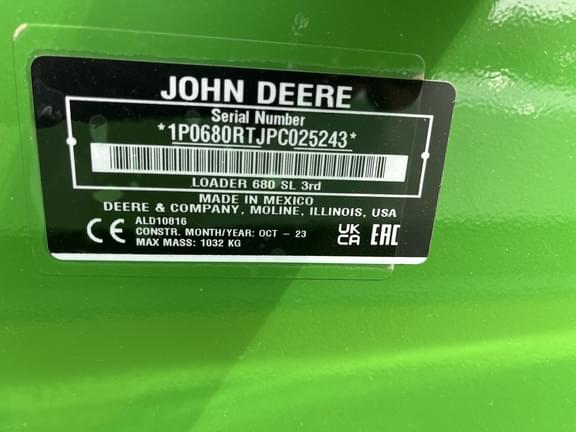 JOHN DEERE
Serial Number
*1P0680RTJPC025243*
LOADER 680 SL 3rd
MADE IN MEXICO
DEERE & COMPANY, MOLINE, ILLINOIS, USA
ALD10816
CONSTR. MONTH/YEAR: OCT - 23
MAX MASS: 1032 KG
CE
UK
CA
EAC